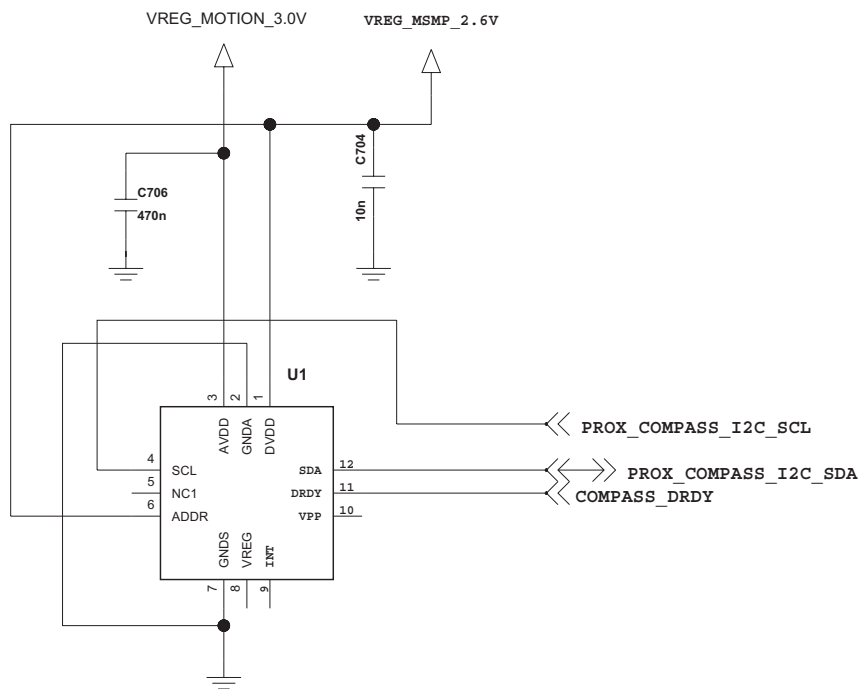 VREG_MOTION_3.0V
VREG_MSMP_2.6V
C704
10n
C706
470n
U1
3
2
1
AVDD
GNDA
DVDD
PROX_COMPASS_I2C_SCL
4
SCL
SDA
12
PROX_COMPASS_I2C_SDA
5
NC1
DRDY
11
COMPASS_DRDY
6
ADDR
VPP
10
GNDS
VREG
INT
7
8
9